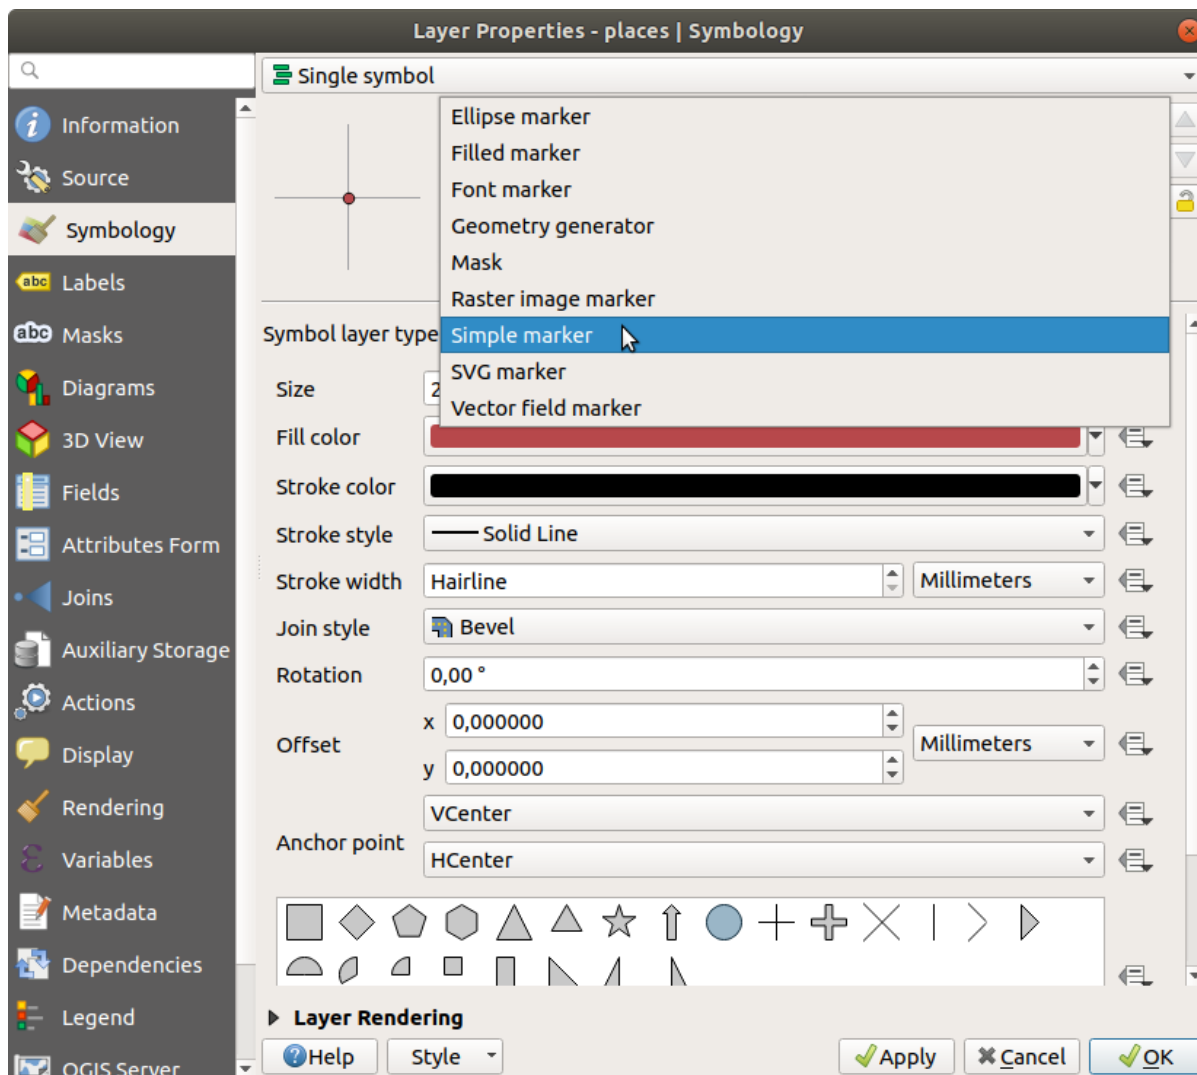 Layer Properties - places | Symbology
Single symbol
Information
Source
Symbology
abc Labels
abc Masks
Diagrams
3D View
Fields
Attributes Form
Joins
Auxiliary Storage
Actions
Display
Rendering
Variables
Metadata
Dependencies
Legend
QGIS Server
Ellipse marker
Filled marker
Font marker
Geometry generator
Mask
Raster image marker
Simple marker
SVG marker
Vector field marker
Symbol layer type
Size 2
Fill color
Stroke color
Stroke style Solid Line
Stroke width Hairline Millimeters
Join style Bevel
Rotation 0,00 °
Offset x 0,000000 Millimeters
y 0,000000
Anchor point VCenter
HCenter
Layer Rendering
Help Style Apply Cancel OK